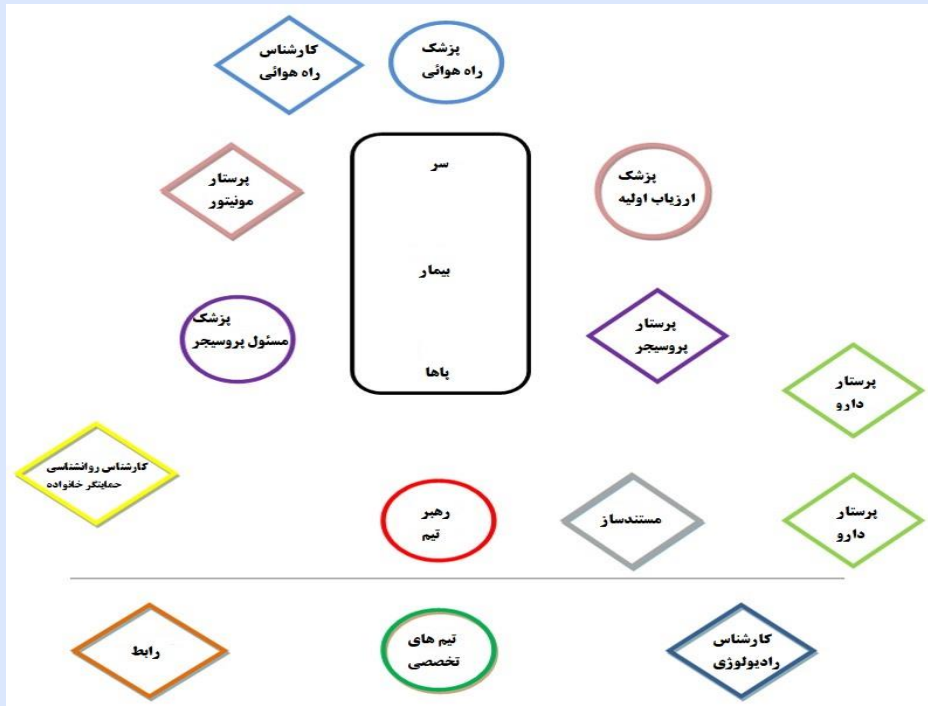 کارشناس
راه هوائی
پزشک
راه هوائی
سر
پرستار
مونیتور
پزشک
ارزیاب اولیه
بیمار
پزشک
مسئول پروسیجر
پرستار
پروسیجر
پاها
پرستار
دارو
کارشناس روانشناسی
حمایتگر خانواده
رهبر
تیم
مستندساز
پرستار
دارو
رابط
تیم های
تخصصی
کارشناس
رادیولوژی